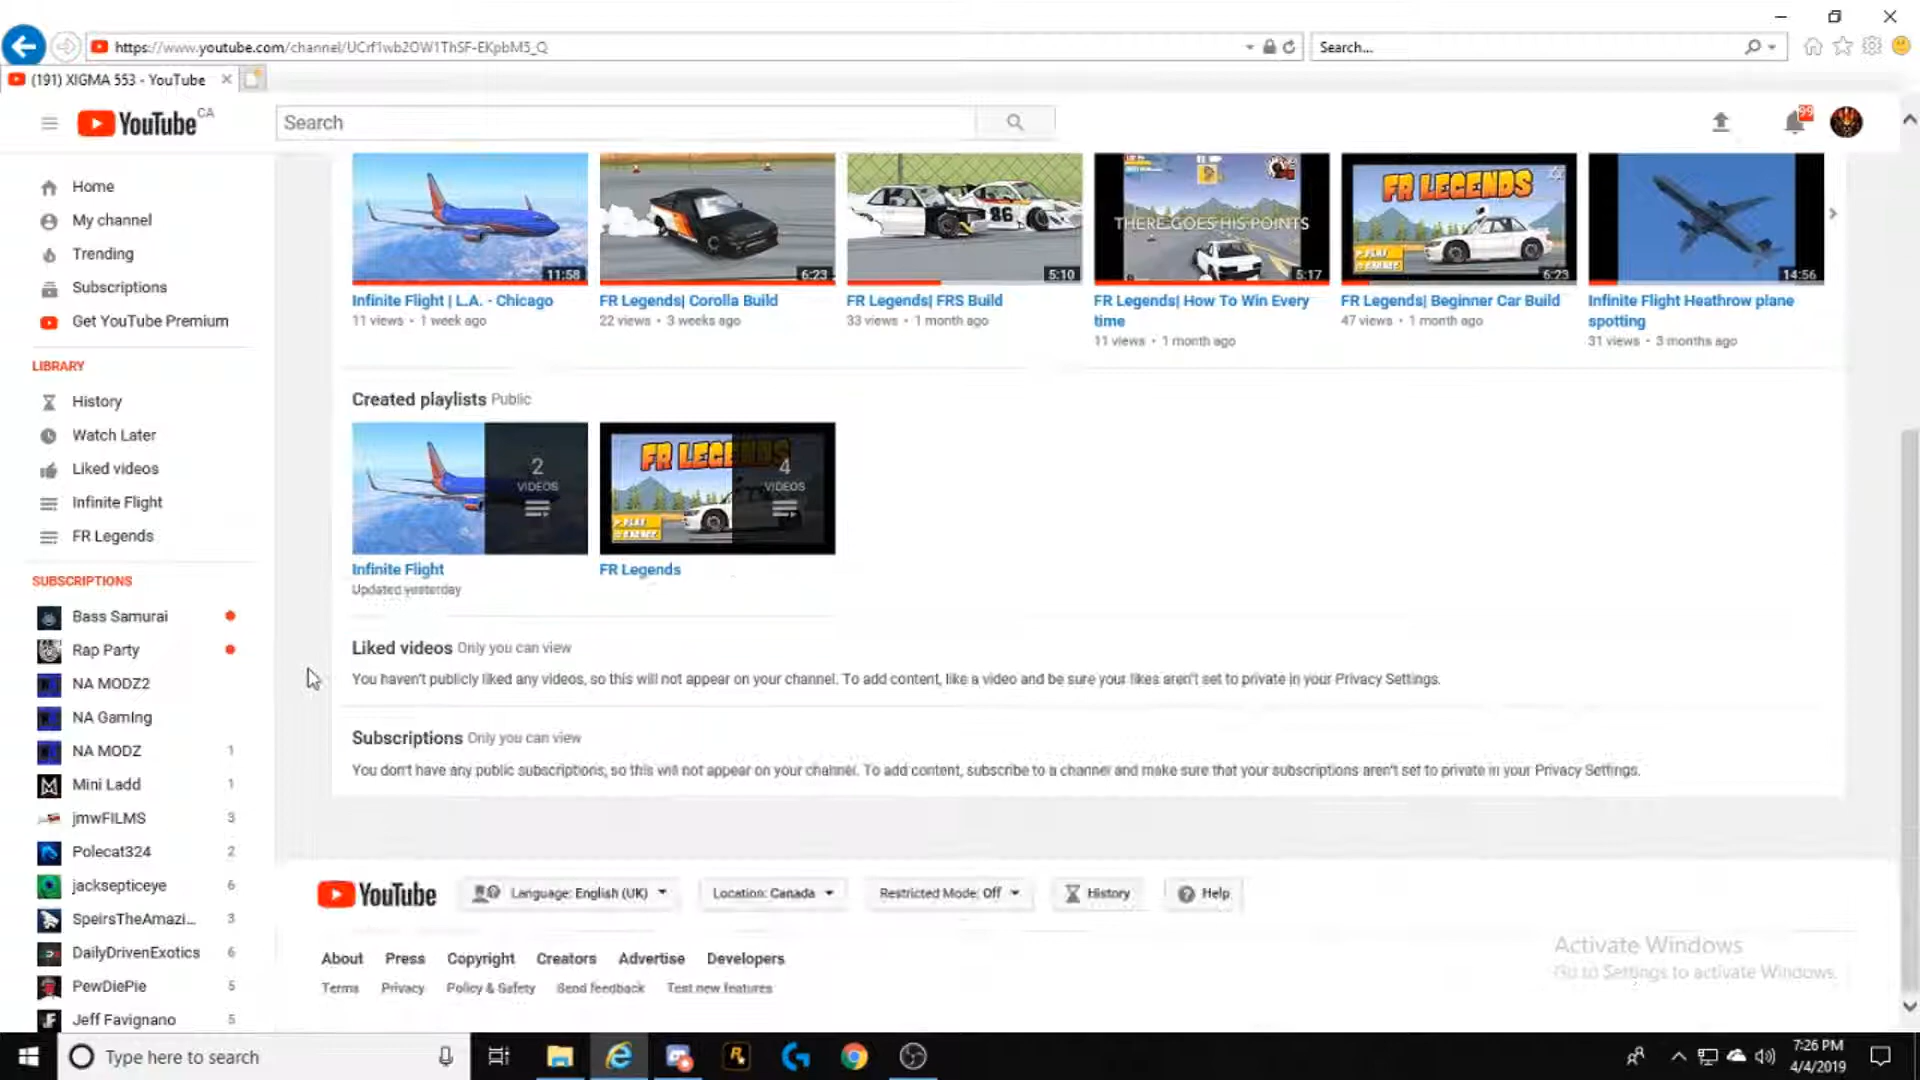 https://www.youtube.com/channel/UCrf1wb2OW1ThSF-EKpbM5_Q
Search...
(191) XIGMA 553 - YouTube
YouTube CA
Search
99
Home
My channel
Trending
Subscriptions
Get YouTube Premium
LIBRARY
History
Watch Later
Liked videos
Infinite Flight
FR Legends
SUBSCRIPTIONS
Bass Samurai
Rap Party
NA MODZ2
NA GamIng
NA MODZ 1
Mini Ladd 1
jmwFILMS 3
Polecat324 2
jacksepticeye 6
SpeirsTheAmazi... 3
DailyDrivenExotics 6
PewDiePie 5
Jeff Favignano 5
86
THERE GOES HIS POINTS
FR LEGENDS
11:58
6:23
5:10
5:17
6:23
14:56
Infinite Flight | L.A. - Chicago
11 views • 1 week ago
FR Legends| Corolla Build
22 views • 3 weeks ago
FR Legends| FRS Build
33 views • 1 month ago
FR Legends| How To Win Every
time
11 views • 1 month ago
FR Legends| Beginner Car Build
47 views • 1 month ago
Infinite Flight Heathrow plane
spotting
31 views • 3 months ago
Created playlists Public
2
VIDEOS
FR LEGENDS
4
VIDEOS
Infinite Flight
Updated yesterday
FR Legends
Liked videos Only you can view
You haven't publicly liked any videos, so this will not appear on your channel. To add content, like a video and be sure your likes aren't set to private in your Privacy Settings.
Subscriptions Only you can view
You don't have any public subscriptions, so this will not appear on your channel. To add content, subscribe to a channel and make sure that your subscriptions aren't set to private in your Privacy Settings.
YouTube
Language: English (UK)
Location: Canada
Restricted Mode: Off
History
Help
About Press Copyright Creators Advertise Developers
Terms Privacy Policy & Safety Send feedback Test new features
Activate Windows
Go to Settings to activate Windows.
Type here to search
7:26 PM
4/4/2019